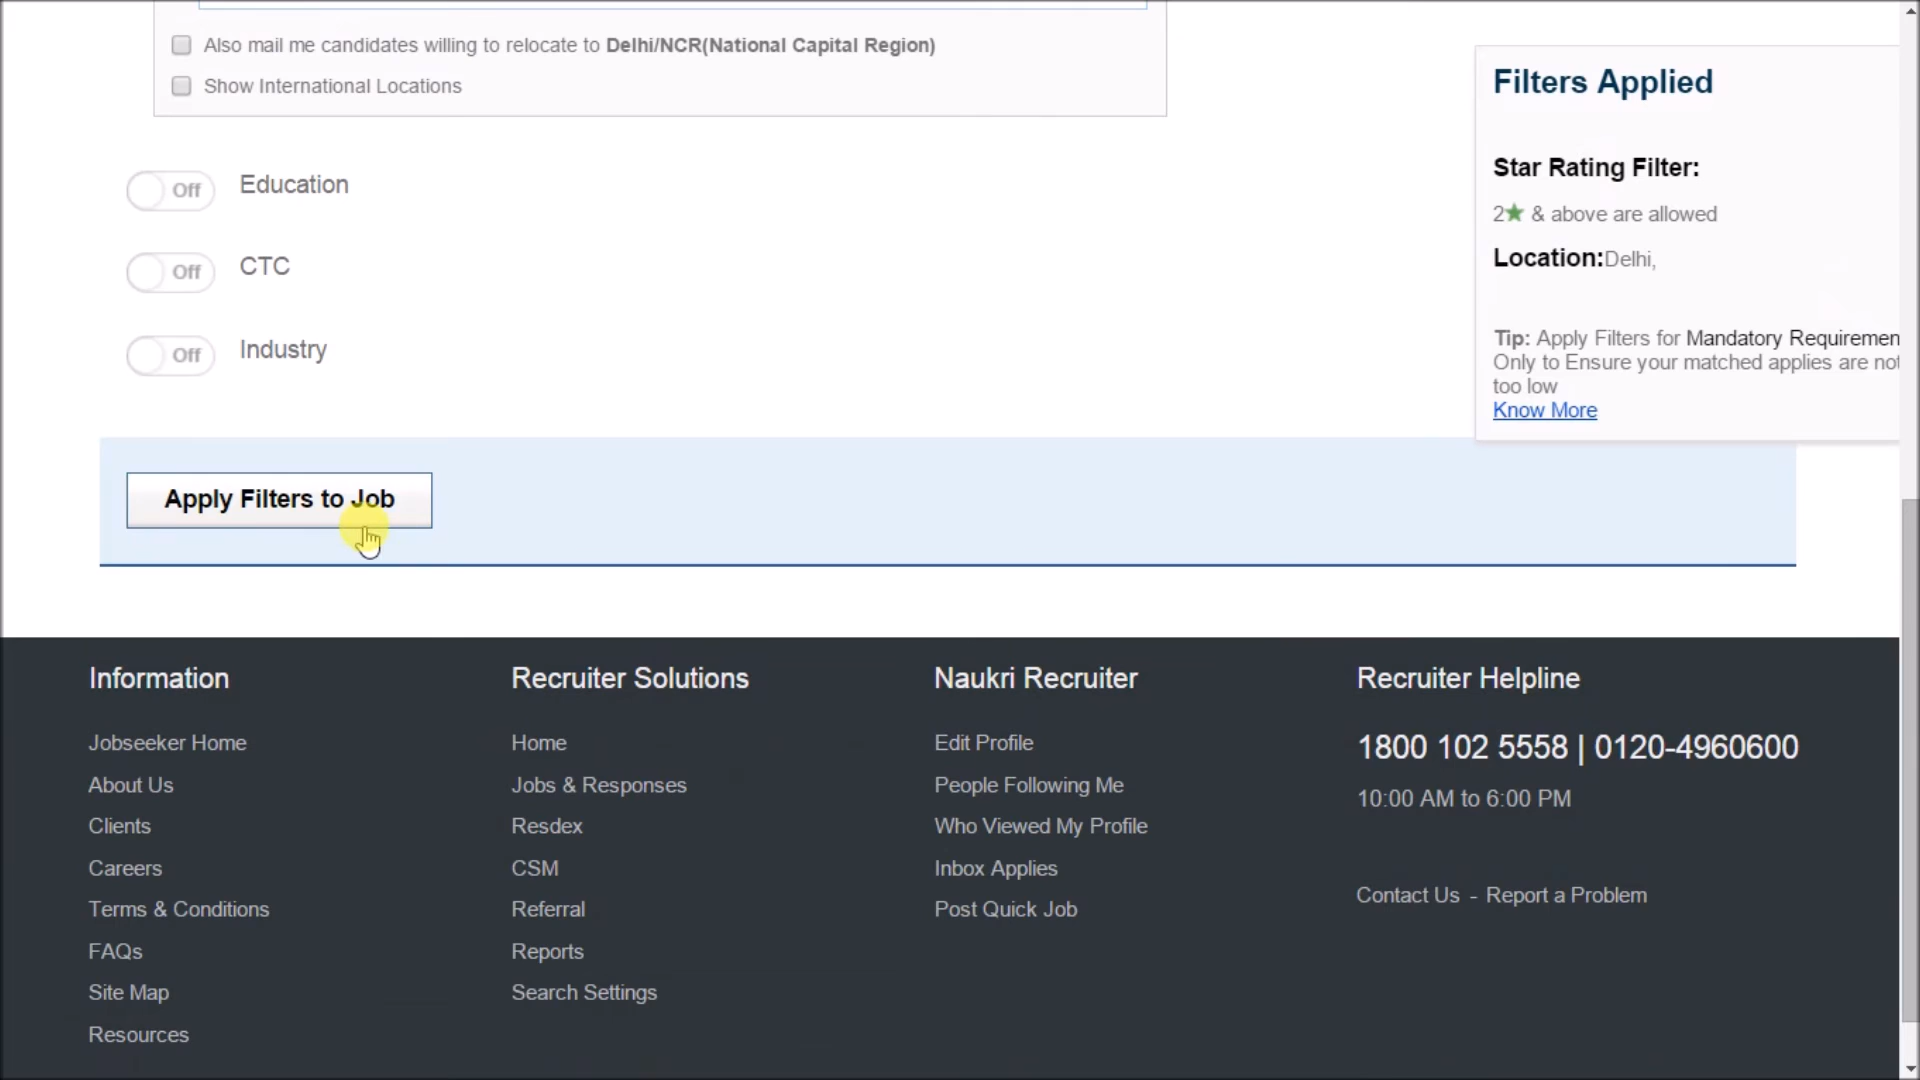 Also mail me candidates willing to relocate to Delhi/NCR(National Capital Region)
Show International Locations
Off Education
Off CTC
Off Industry
Filters Applied
Star Rating Filter:
2★ & above are allowed
Location:Delhi,
Tip: Apply Filters for Mandatory Requiremen
Only to Ensure your matched applies are not
too low
Know More
Apply Filters to Job
Information
Jobseeker Home
About Us
Clients
Careers
Terms & Conditions
FAQs
Site Map
Resources
Recruiter Solutions
Home
Jobs & Responses
Resdex
CSM
Referral
Reports
Search Settings
Naukri Recruiter
Edit Profile
People Following Me
Who Viewed My Profile
Inbox Applies
Post Quick Job
Recruiter Helpline
1800 102 5558 | 0120-4960600
10:00 AM to 6:00 PM
Contact Us - Report a Problem